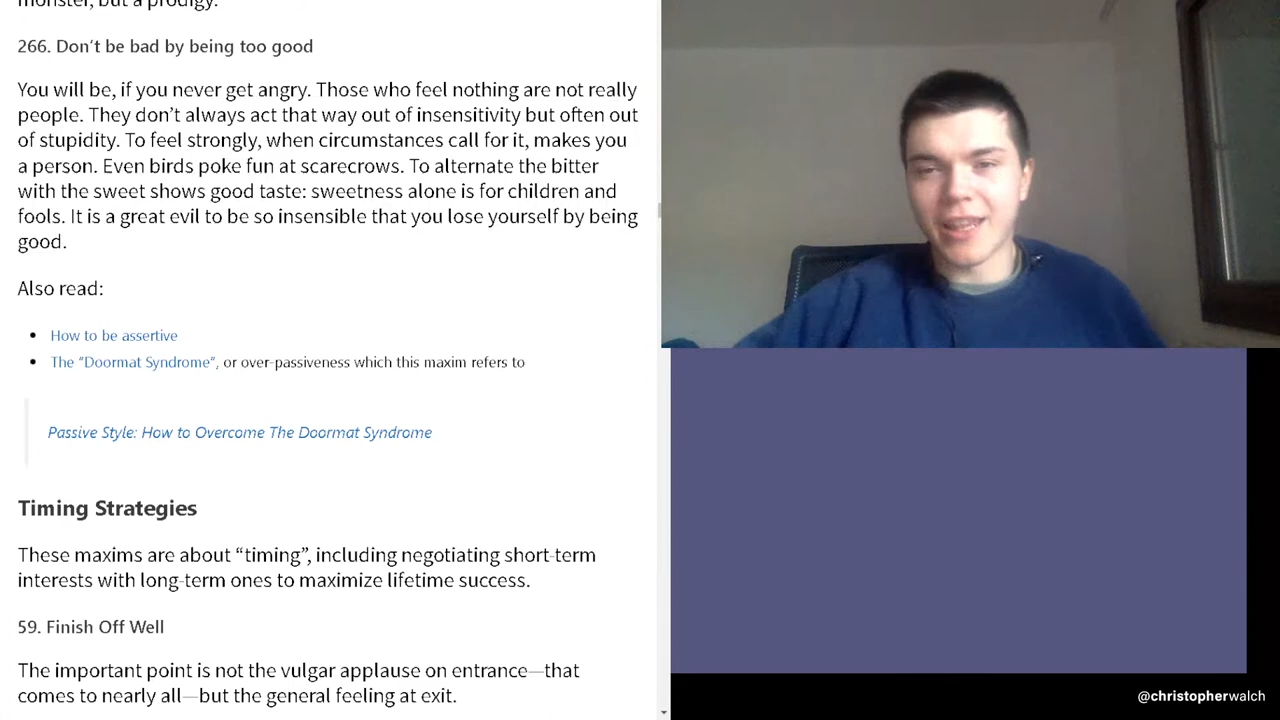 monster, but a prodigy.
266. Don’t be bad by being too good
You will be, if you never get angry. Those who feel nothing are not really
people. They don’t always act that way out of insensitivity but often out
of stupidity. To feel strongly, when circumstances call for it, makes you
a person. Even birds poke fun at scarecrows. To alternate the bitter
with the sweet shows good taste: sweetness alone is for children and
fools. It is a great evil to be so insensible that you lose yourself by being
good.
Also read:
• How to be assertive
• The “Doormat Syndrome“, or over-passiveness which this maxim refers to
Passive Style: How to Overcome The Doormat Syndrome
Timing Strategies
These maxims are about “timing”, including negotiating short-term
interests with long-term ones to maximize lifetime success.
59. Finish Off Well
The important point is not the vulgar applause on entrance—that
comes to nearly all—but the general feeling at exit.
@christopherwalch